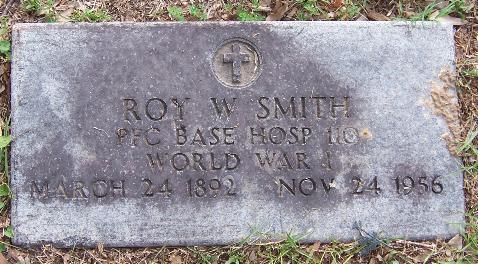 ROY W SMITH
PFC BASE HOSP 110
WORLD WAR I
MARCH 24 1892 NOV 24 1956